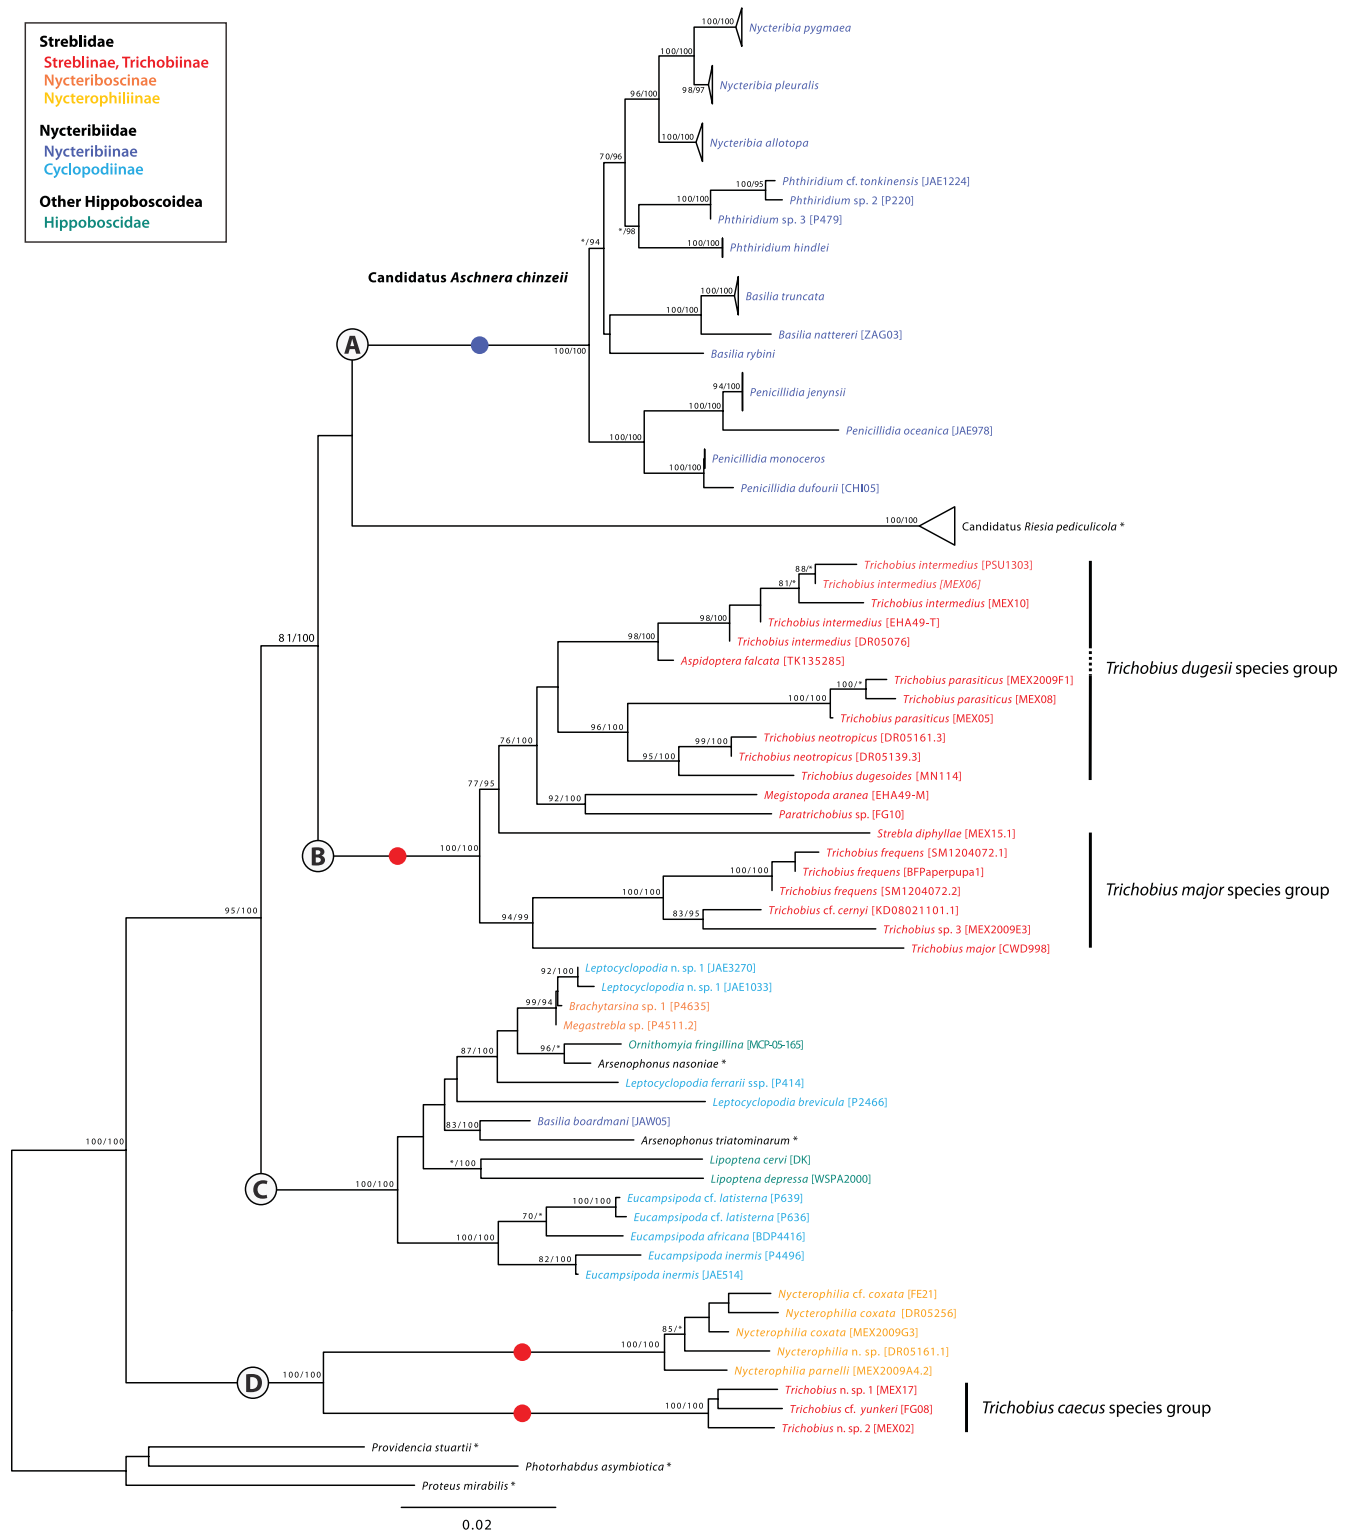 Streblidae
Streblinae, Trichobiinae
Nycteriboscinae
Nycterophiliinae
Nycteribiidae
Nycteribiinae
Cyclopodiinae
Other Hippoboscoidea
Hippoboscidae
100/100
Nycteribia pygmaea
100/100
98/97
Nycteribia pleuralis
96/100
100/100
Nycteribia allotopa
70/96
100/95
Phthiridium cf. tonkinensis [JAE1224]
100/100
Phthiridium sp. 2 [P220]
Phthiridium sp. 3 [P479]
*/98
100/100
Phthiridium hindlei
*/94
Candidatus Aschnera chinzeii
100/100
Basilia truncata
100/100
Basilia nattereri [ZAG03]
A
100/100
Basilia rybini
94/100
Penicillidia jenynsii
100/100
Penicillidia oceanica [JAE978]
100/100
Penicillidia monoceros
100/100
Penicillidia dufourii [CHI05]
100/100
Candidatus Riesia pediculicola *
88/*
Trichobius intermedius [PSU1303]
81/*
Trichobius intermedius [MEX06]
Trichobius intermedius [MEX10]
98/100
Trichobius intermedius [EHA49-T]
98/100
Trichobius intermedius [DR05076]
81/100
Aspidoptera falcata [TK135285]
Trichobius dugesii species group
100/*
Trichobius parasiticus [MEX2009F1]
100/100
Trichobius parasiticus [MEX08]
Trichobius parasiticus [MEX05]
96/100
99/100
Trichobius neotropicus [DR05161.3]
76/100
95/100
Trichobius neotropicus [DR05139.3]
Trichobius dugesoides [MN114]
77/95
Megistopoda aranea [EHA49-M]
92/100
Paratrichobius sp. [FG10]
Strebla diphyllae [MEX15.1]
B
100/100
Trichobius frequens [SM1204072.1]
100/100
Trichobius frequens [BFPaperpupa1]
100/100
Trichobius frequens [SM1204072.2]
Trichobius major species group
95/100
94/99
83/95
Trichobius cf. cernyi [KD08021101.1]
Trichobius sp. 3 [MEX2009E3]
Trichobius major [CWD998]
92/100
Leptocyclopodia n. sp. 1 [JAE3270]
Leptocyclopodia n. sp. 1 [JAE1033]
99/94
Brachytarsina sp. 1 [P4635]
Megastrebla sp. [P4511.2]
96/*
Ornithomyia fringillina [MCP-05-165]
87/100
Arsenophonus nasoniae *
Leptocyclopodia ferrarii ssp. [P414]
Leptocyclopodia brevicula [P2466]
83/100
Basilia boardmani [JAW05]
100/100
Arsenophonus triatominarum *
*/100
Lipoptena cervi [DK]
Lipoptena depressa [WSPA2000]
C
100/100
100/100
Eucampsipoda cf. latisterna [P639]
70/*
Eucampsipoda cf. latisterna [P636]
100/100
Eucampsipoda africana [BDP4416]
82/100
Eucampsipoda inermis [P4496]
Eucampsipoda inermis [JAE514]
Nycterophilia cf. coxata [FE21]
Nycterophilia coxata [DR05256]
85/*
Nycterophilia coxata [MEX2009G3]
100/100
Nycterophilia n. sp. [DR05161.1]
Nycterophilia parnelli [MEX2009A4.2]
D
100/100
Trichobius n. sp. 1 [MEX17]
100/100
Trichobius cf. yunkeri [FG08]
Trichobius caecus species group
Trichobius n. sp. 2 [MEX02]
Providencia stuartii *
Photorhabdus asymbiotica *
Proteus mirabilis *
0.02